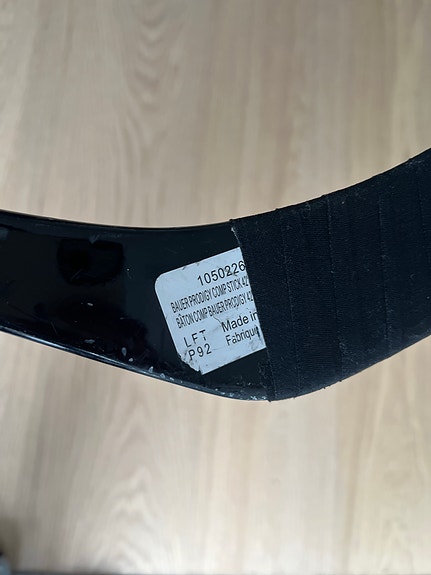 1050226
BAUER PRODIGY COMP STICK 42
BÂTON COMP BAUER PRODIGY 42
LFT Made in
P92 Fabriqué